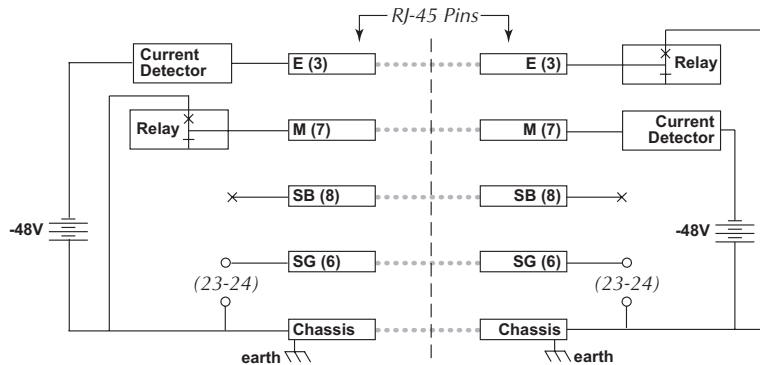 RJ-45 Pins
Current
Detector
E (3)
E (3)
Relay
Relay
M (7)
M (7)
Current
Detector
SB (8)
SB (8)
-48V
-48V
SG (6)
SG (6)
(23-24)
(23-24)
Chassis
Chassis
earth
earth